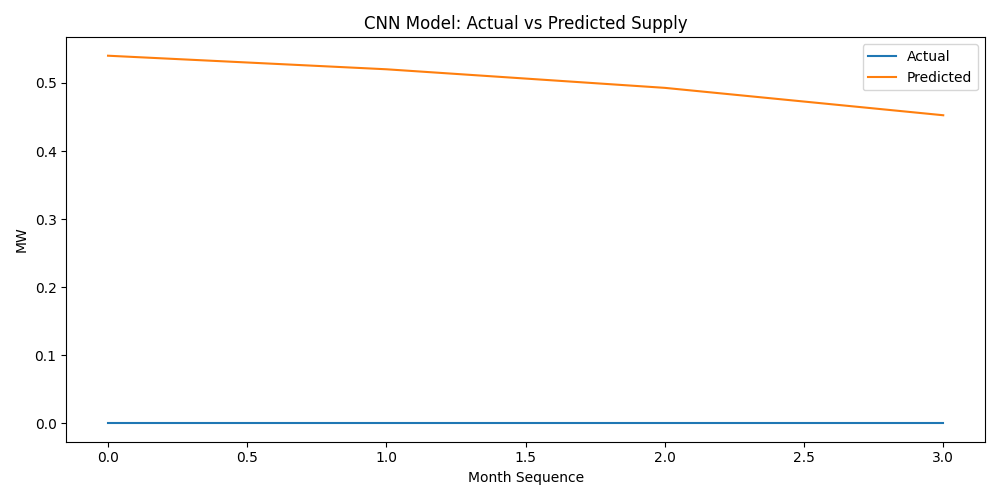 CNN Model: Actual vs Predicted Supply
Actual
Predicted
MW
0.5
0.4
0.3
0.2
0.1
0.0
0.0 0.5 1.0 1.5 2.0 2.5 3.0
Month Sequence